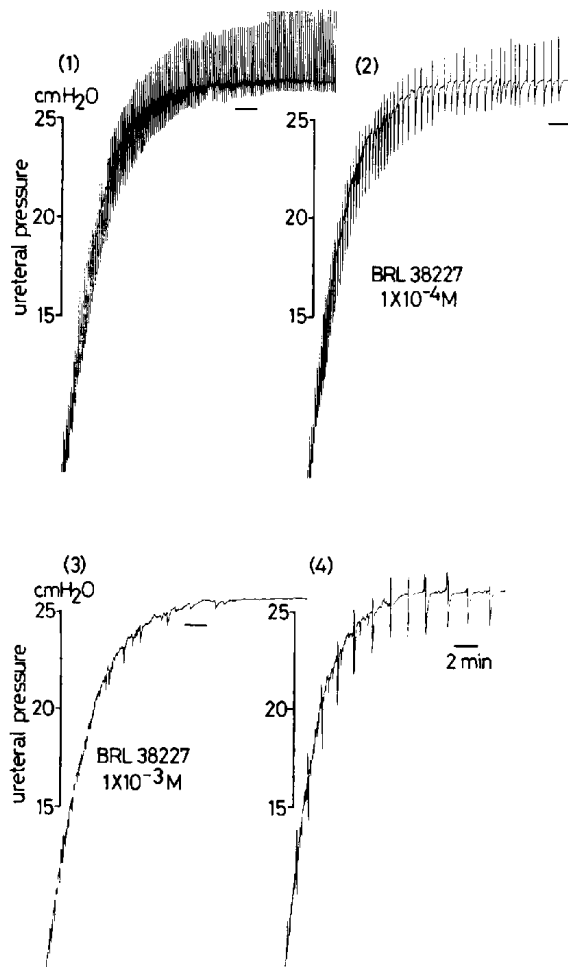 (1)
cmH₂O
25
20
15
ureteral pressure
(2)
25
20
15
BRL 38227
1X10⁻⁴M
(3)
cmH₂O
25
20
15
ureteral pressure
BRL 38227
1X10⁻³M
(4)
25
20
15
2 min